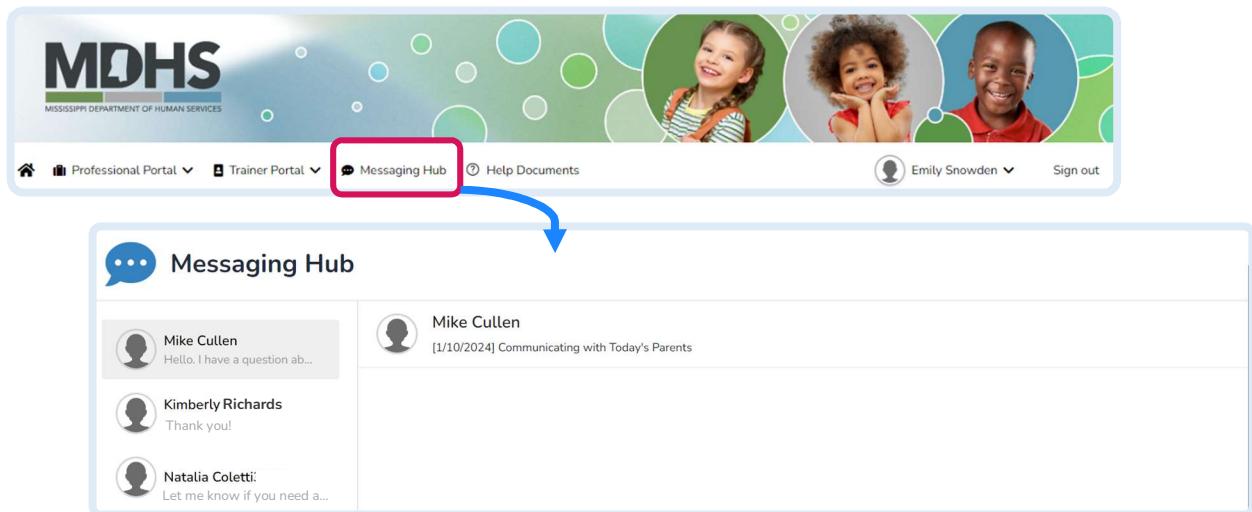 MDHS
MISSISSIPPI DEPARTMENT OF HUMAN SERVICES
Professional Portal
Trainer Portal
Messaging Hub
Help Documents
Emily Snowden
Sign out
Messaging Hub
Mike Cullen
Hello. I have a question ab...
Kimberly Richards
Thank you!
Natalia Coletti
Let me know if you need a...
Mike Cullen
[1/10/2024] Communicating with Today's Parents